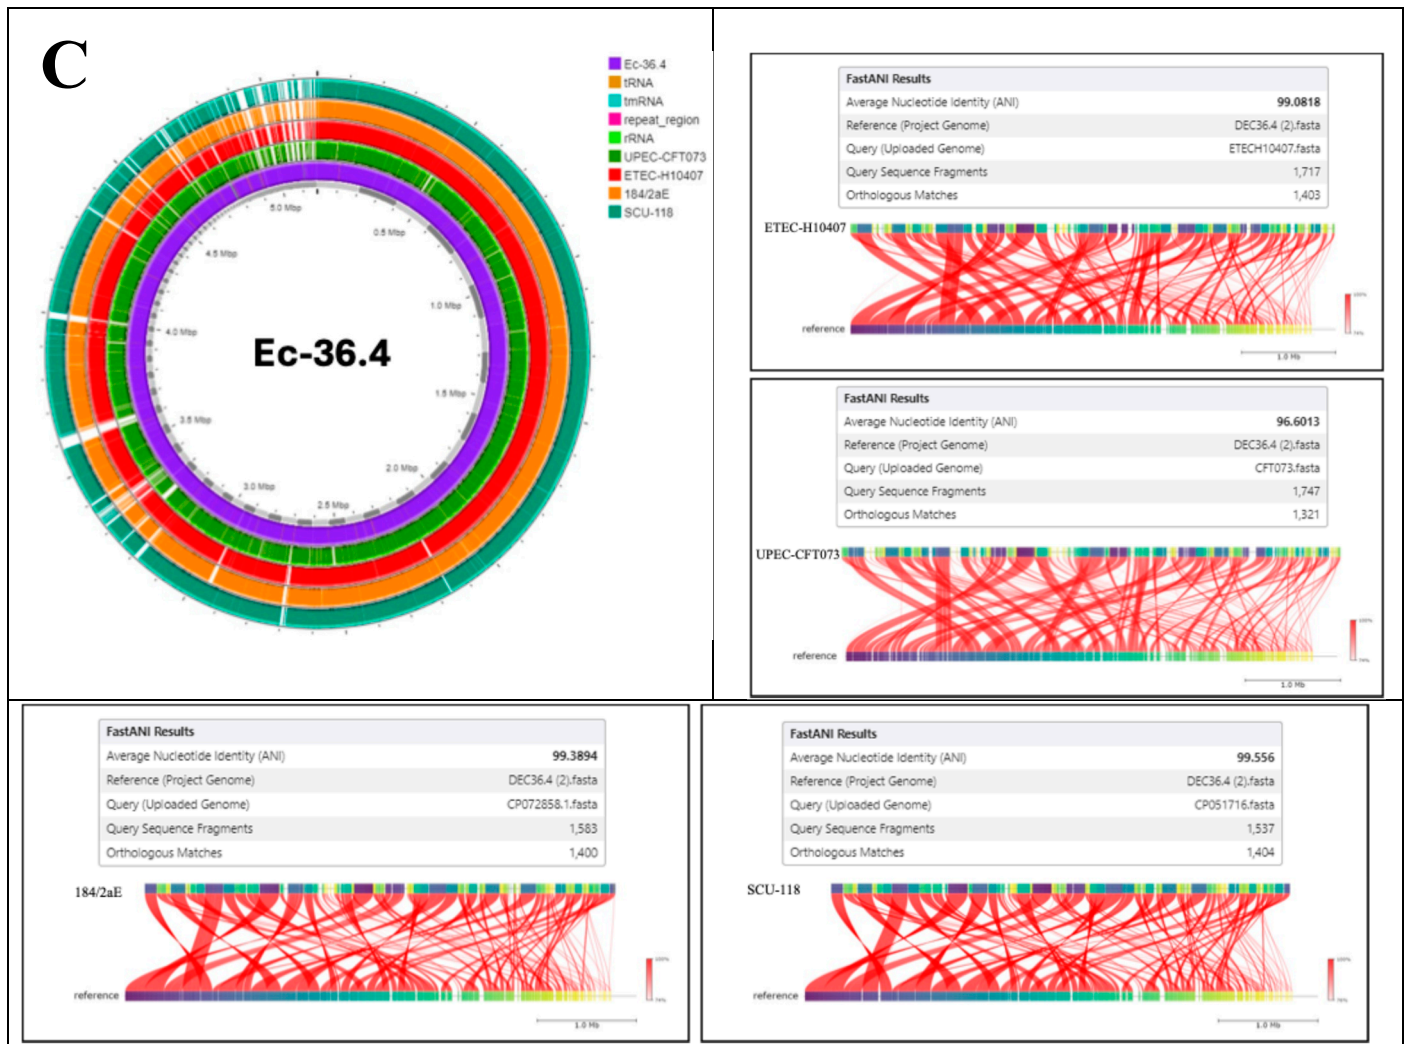 C
Ec-36.4
tRNA
tmRNA
repeat_region
rRNA
UPEC-CFT073
ETEC-H10407
184/2aE
SCU-118
5.0 Mbp
0.5 Mbp
4.5 Mbp
1.0 Mbp
4.0 Mbp
Ec-36.4
1.5 Mbp
3.5 Mbp
2.0 Mbp
3.0 Mbp
2.5 Mbp
FastANI Results
Average Nucleotide Identity (ANI) 99.0818
Reference (Project Genome) DEC36.4 (2).fasta
Query (Uploaded Genome) ETECH10407.fasta
Query Sequence Fragments 1,717
Orthologous Matches 1,403
ETEC-H10407
reference
100%
74%
1.0 Mb
FastANI Results
Average Nucleotide Identity (ANI) 96.6013
Reference (Project Genome) DEC36.4 (2).fasta
Query (Uploaded Genome) CFT073.fasta
Query Sequence Fragments 1,747
Orthologous Matches 1,321
UPEC-CFT073
reference
100%
74%
1.0 Mb
FastANI Results
Average Nucleotide Identity (ANI) 99.3894
Reference (Project Genome) DEC36.4 (2).fasta
Query (Uploaded Genome) CP072858.1.fasta
Query Sequence Fragments 1,583
Orthologous Matches 1,400
184/2aE
reference
100%
1.0 Mb
FastANI Results
Average Nucleotide Identity (ANI) 99.556
Reference (Project Genome) DEC36.4 (2).fasta
Query (Uploaded Genome) CP051716.fasta
Query Sequence Fragments 1,537
Orthologous Matches 1,404
SCU-118
reference
100%
1.0 Mb